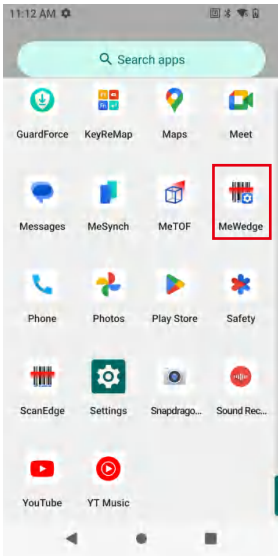 11:12 AM
Search apps
GuardForce KeyReMap Maps Meet
Messages MeSynch MeTOF MeWedge
Phone Photos Play Store Safety
ScanEdge Settings Snapdrago... Sound Rec...
YouTube YT Music